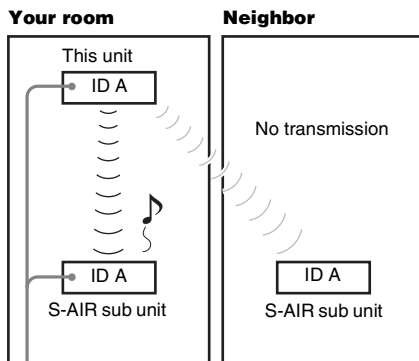 Your room
Neighbor
This unit
ID A
No transmission
ID A
S-AIR sub unit
ID A
S-AIR sub unit